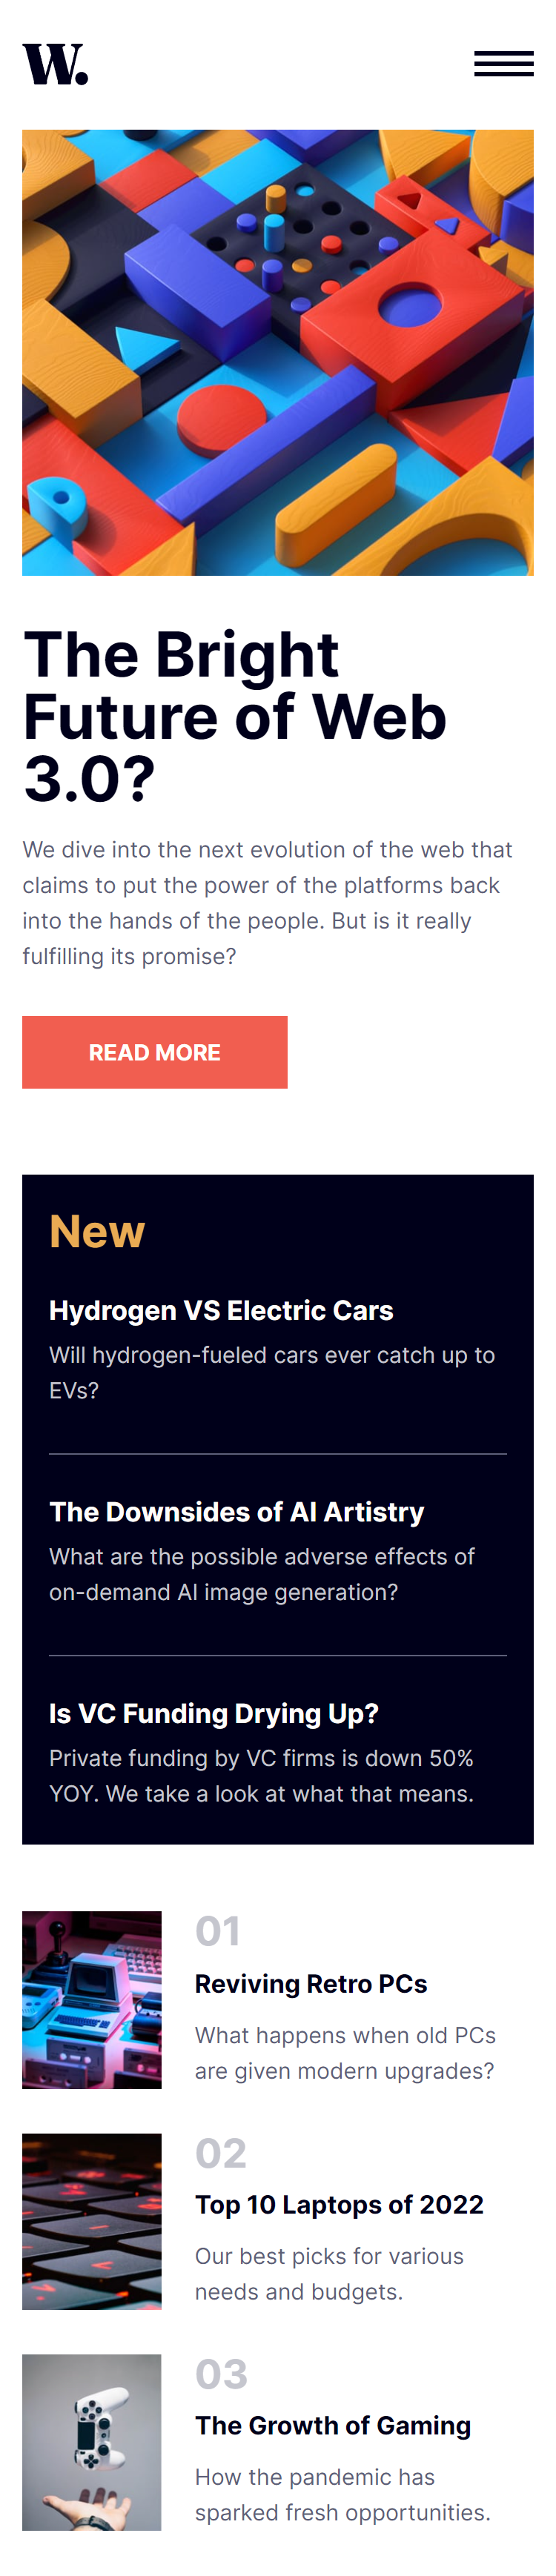 W.
The Bright
Future of Web
3.0?
We dive into the next evolution of the web that
claims to put the power of the platforms back
into the hands of the people. But is it really
fulfilling its promise?
READ MORE
New
Hydrogen VS Electric Cars
Will hydrogen-fueled cars ever catch up to
EVs?
The Downsides of AI Artistry
What are the possible adverse effects of
on-demand AI image generation?
Is VC Funding Drying Up?
Private funding by VC firms is down 50%
YOY. We take a look at what that means.
01
Reviving Retro PCs
What happens when old PCs
are given modern upgrades?
02
Top 10 Laptops of 2022
Our best picks for various
needs and budgets.
03
The Growth of Gaming
How the pandemic has
sparked fresh opportunities.